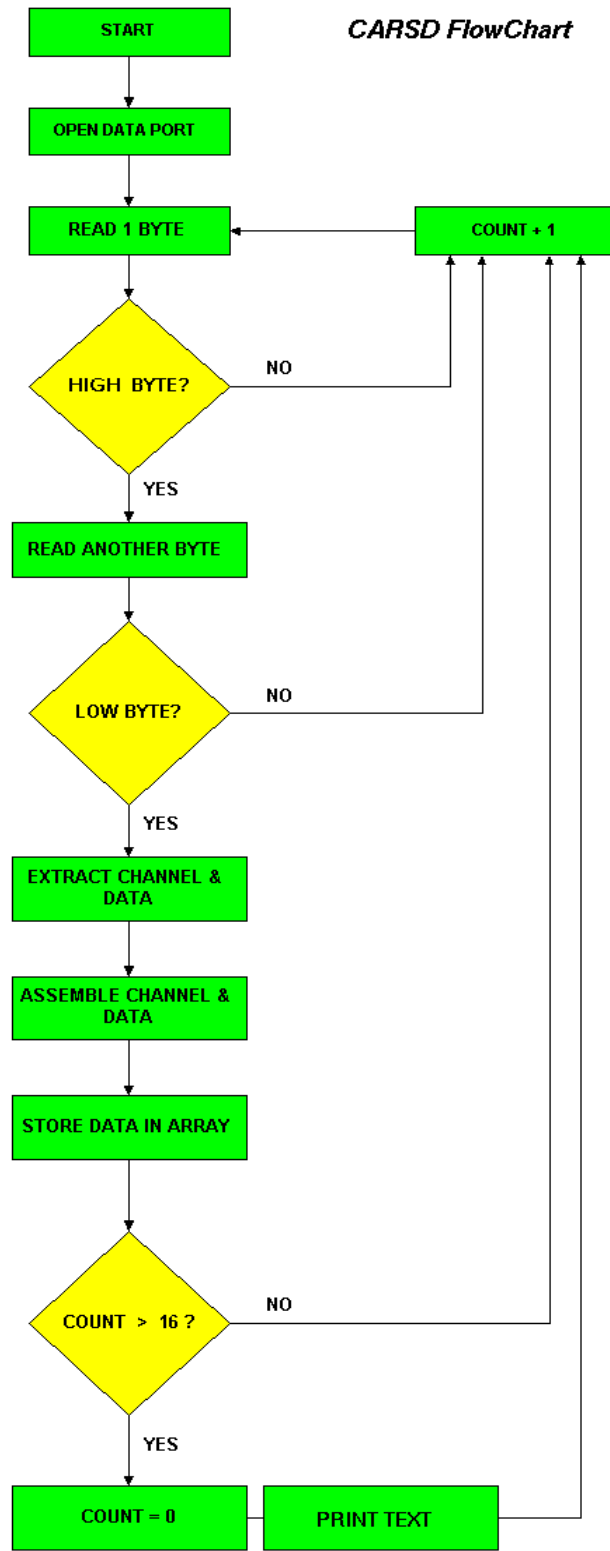 START
CARSD FlowChart
OPEN DATA PORT
READ 1 BYTE
COUNT + 1
HIGH BYTE?
NO
YES
READ ANOTHER BYTE
LOW BYTE?
NO
YES
EXTRACT CHANNEL &
DATA
ASSEMBLE CHANNEL &
DATA
STORE DATA IN ARRAY
COUNT > 16 ?
NO
YES
COUNT = 0
PRINT TEXT